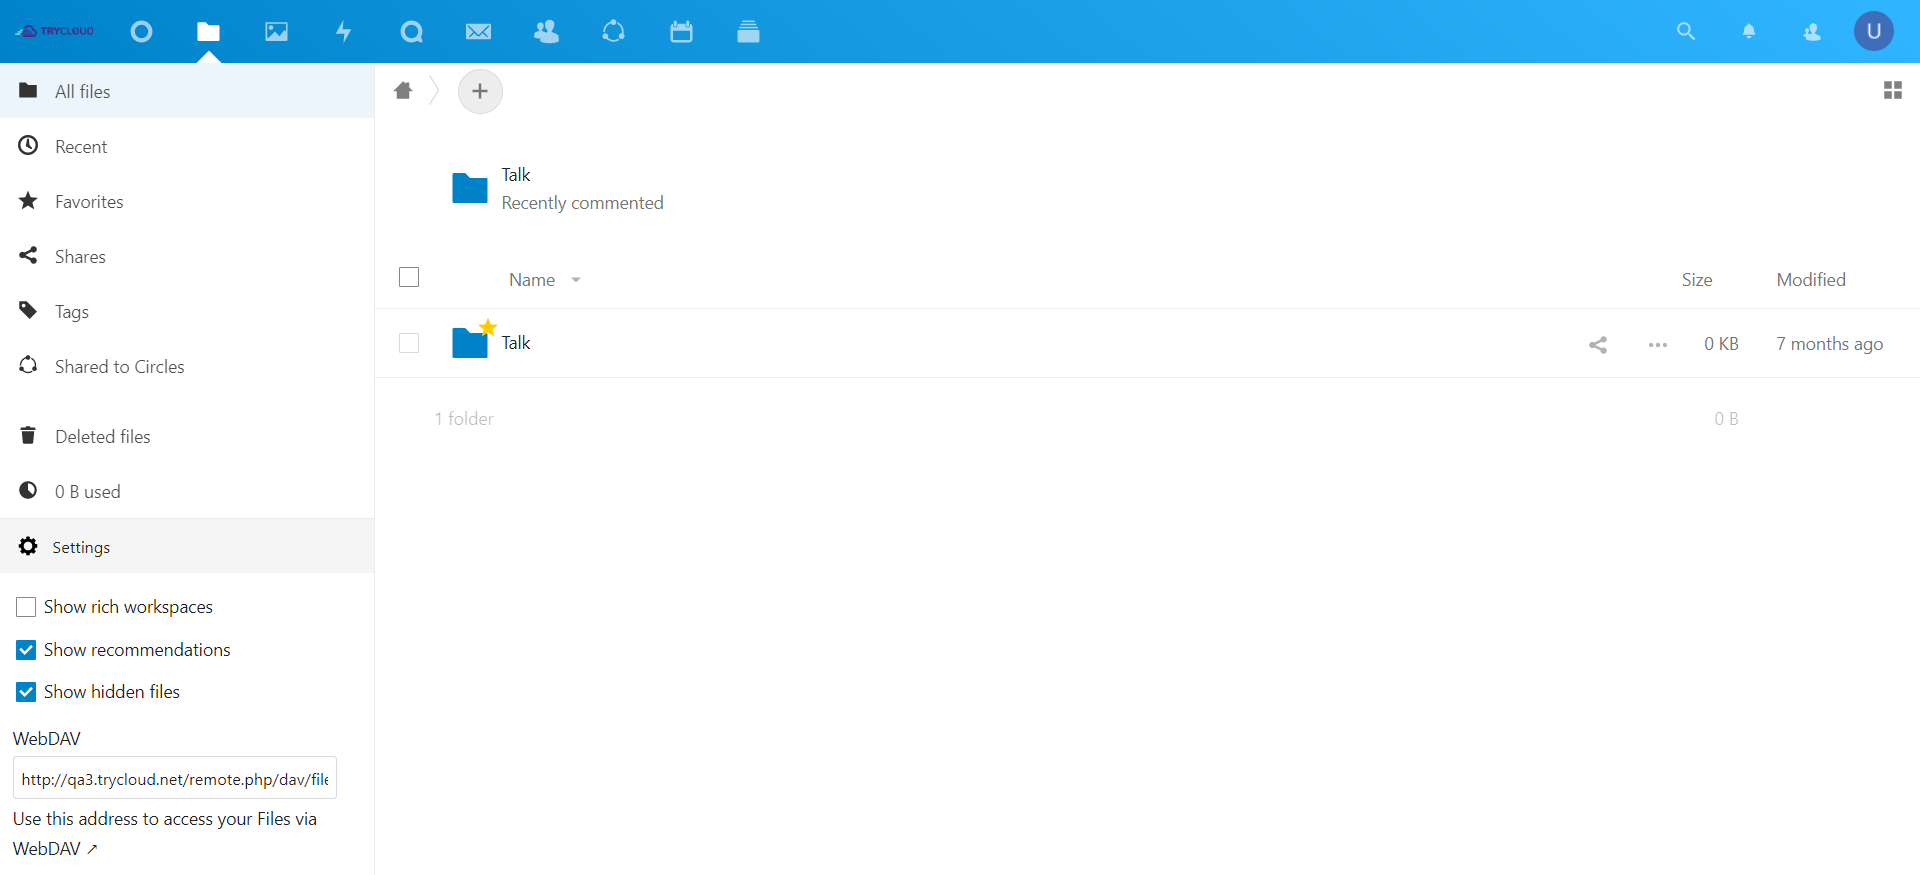 TRYCLOUD
U
All files
Recent
Favorites
Shares
Tags
Shared to Circles
Deleted files
0 B used
Settings
Show rich workspaces
Show recommendations
Show hidden files
WebDAV
http://qa3.trycloud.net/remote.php/dav/file
Use this address to access your Files via
WebDAV ↗
Talk
Recently commented
Name Size Modified
Talk 0 KB 7 months ago
1 folder 0 B